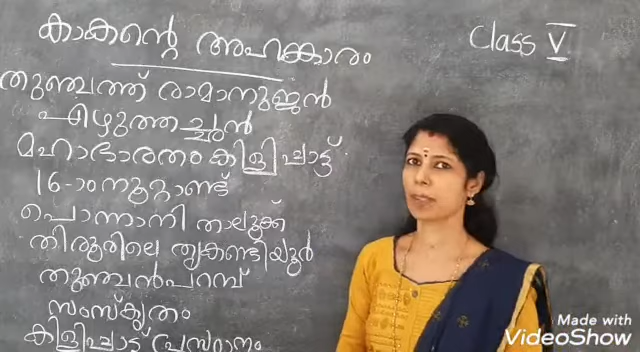 കാകന്റെ അഹങ്കാരം
Class V
തുഞ്ചത്ത് രാമാനുജൻ
എഴുത്തച്ഛൻ
മഹാഭാരതം കിളിപ്പാട്ട്
16-ാം നൂറ്റാണ്ട്
പൊന്നാനി താലൂക്ക്
തിരൂരിലെ തൃകണ്ടിയൂർ
തുഞ്ചൻപറമ്പ്
സംസ്കൃതം
കിളിപ്പാട്ട് പ്രസ്ഥാനം
Made with
VideoShow